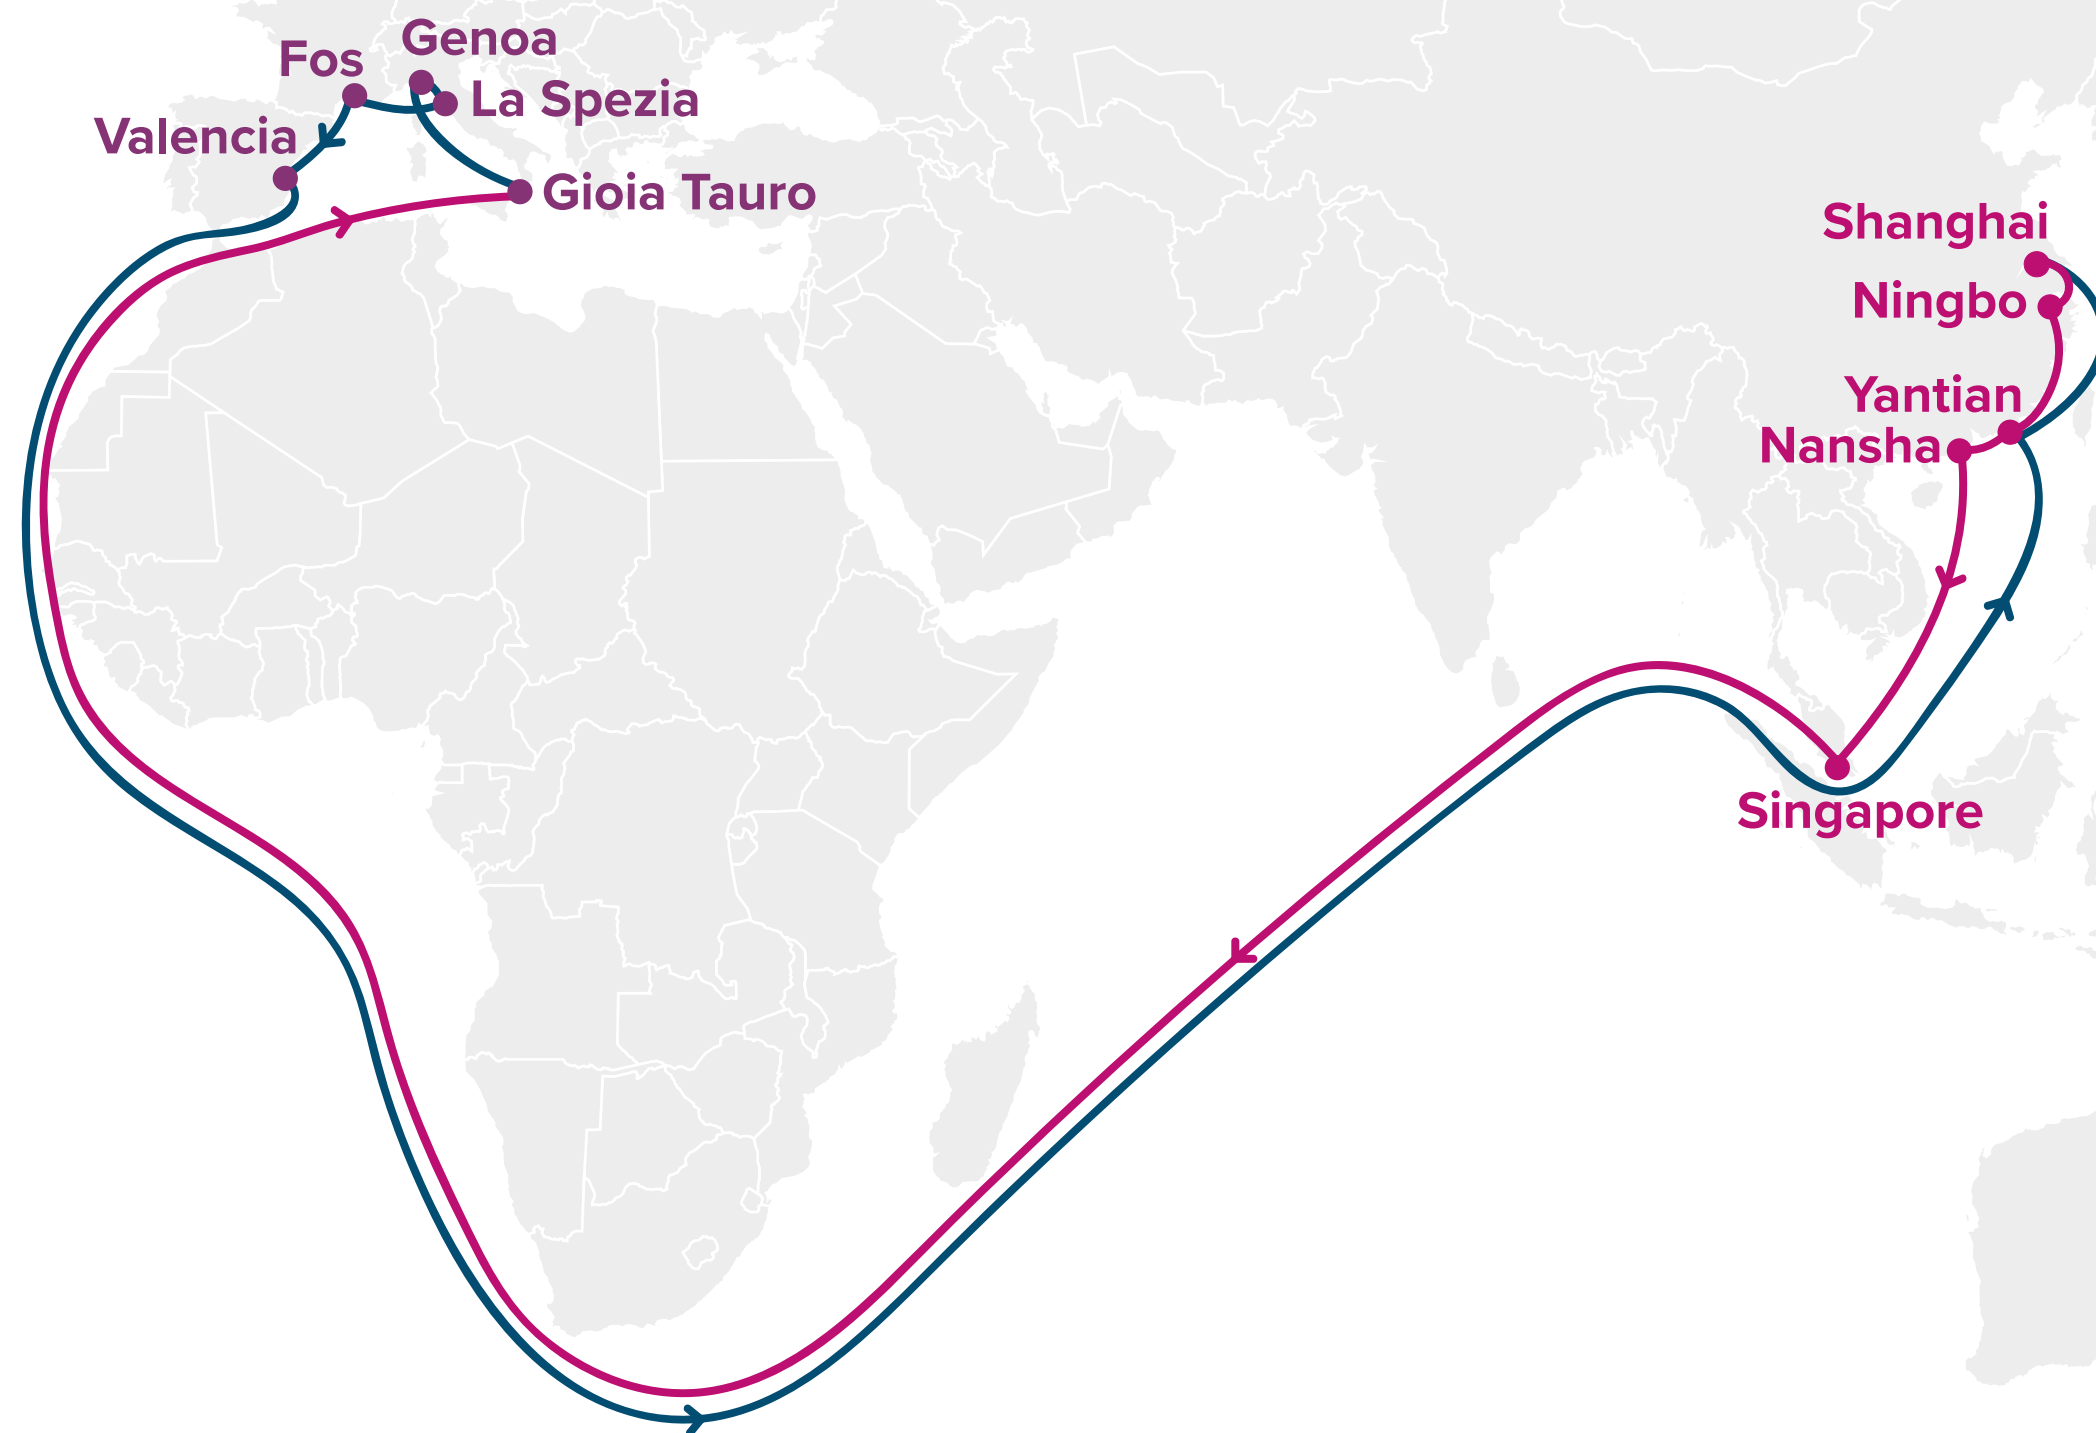 Genoa
Fos
La Spezia
Valencia
Gioia Tauro
Shanghai
Ningbo
Yantian
Nansha
Singapore